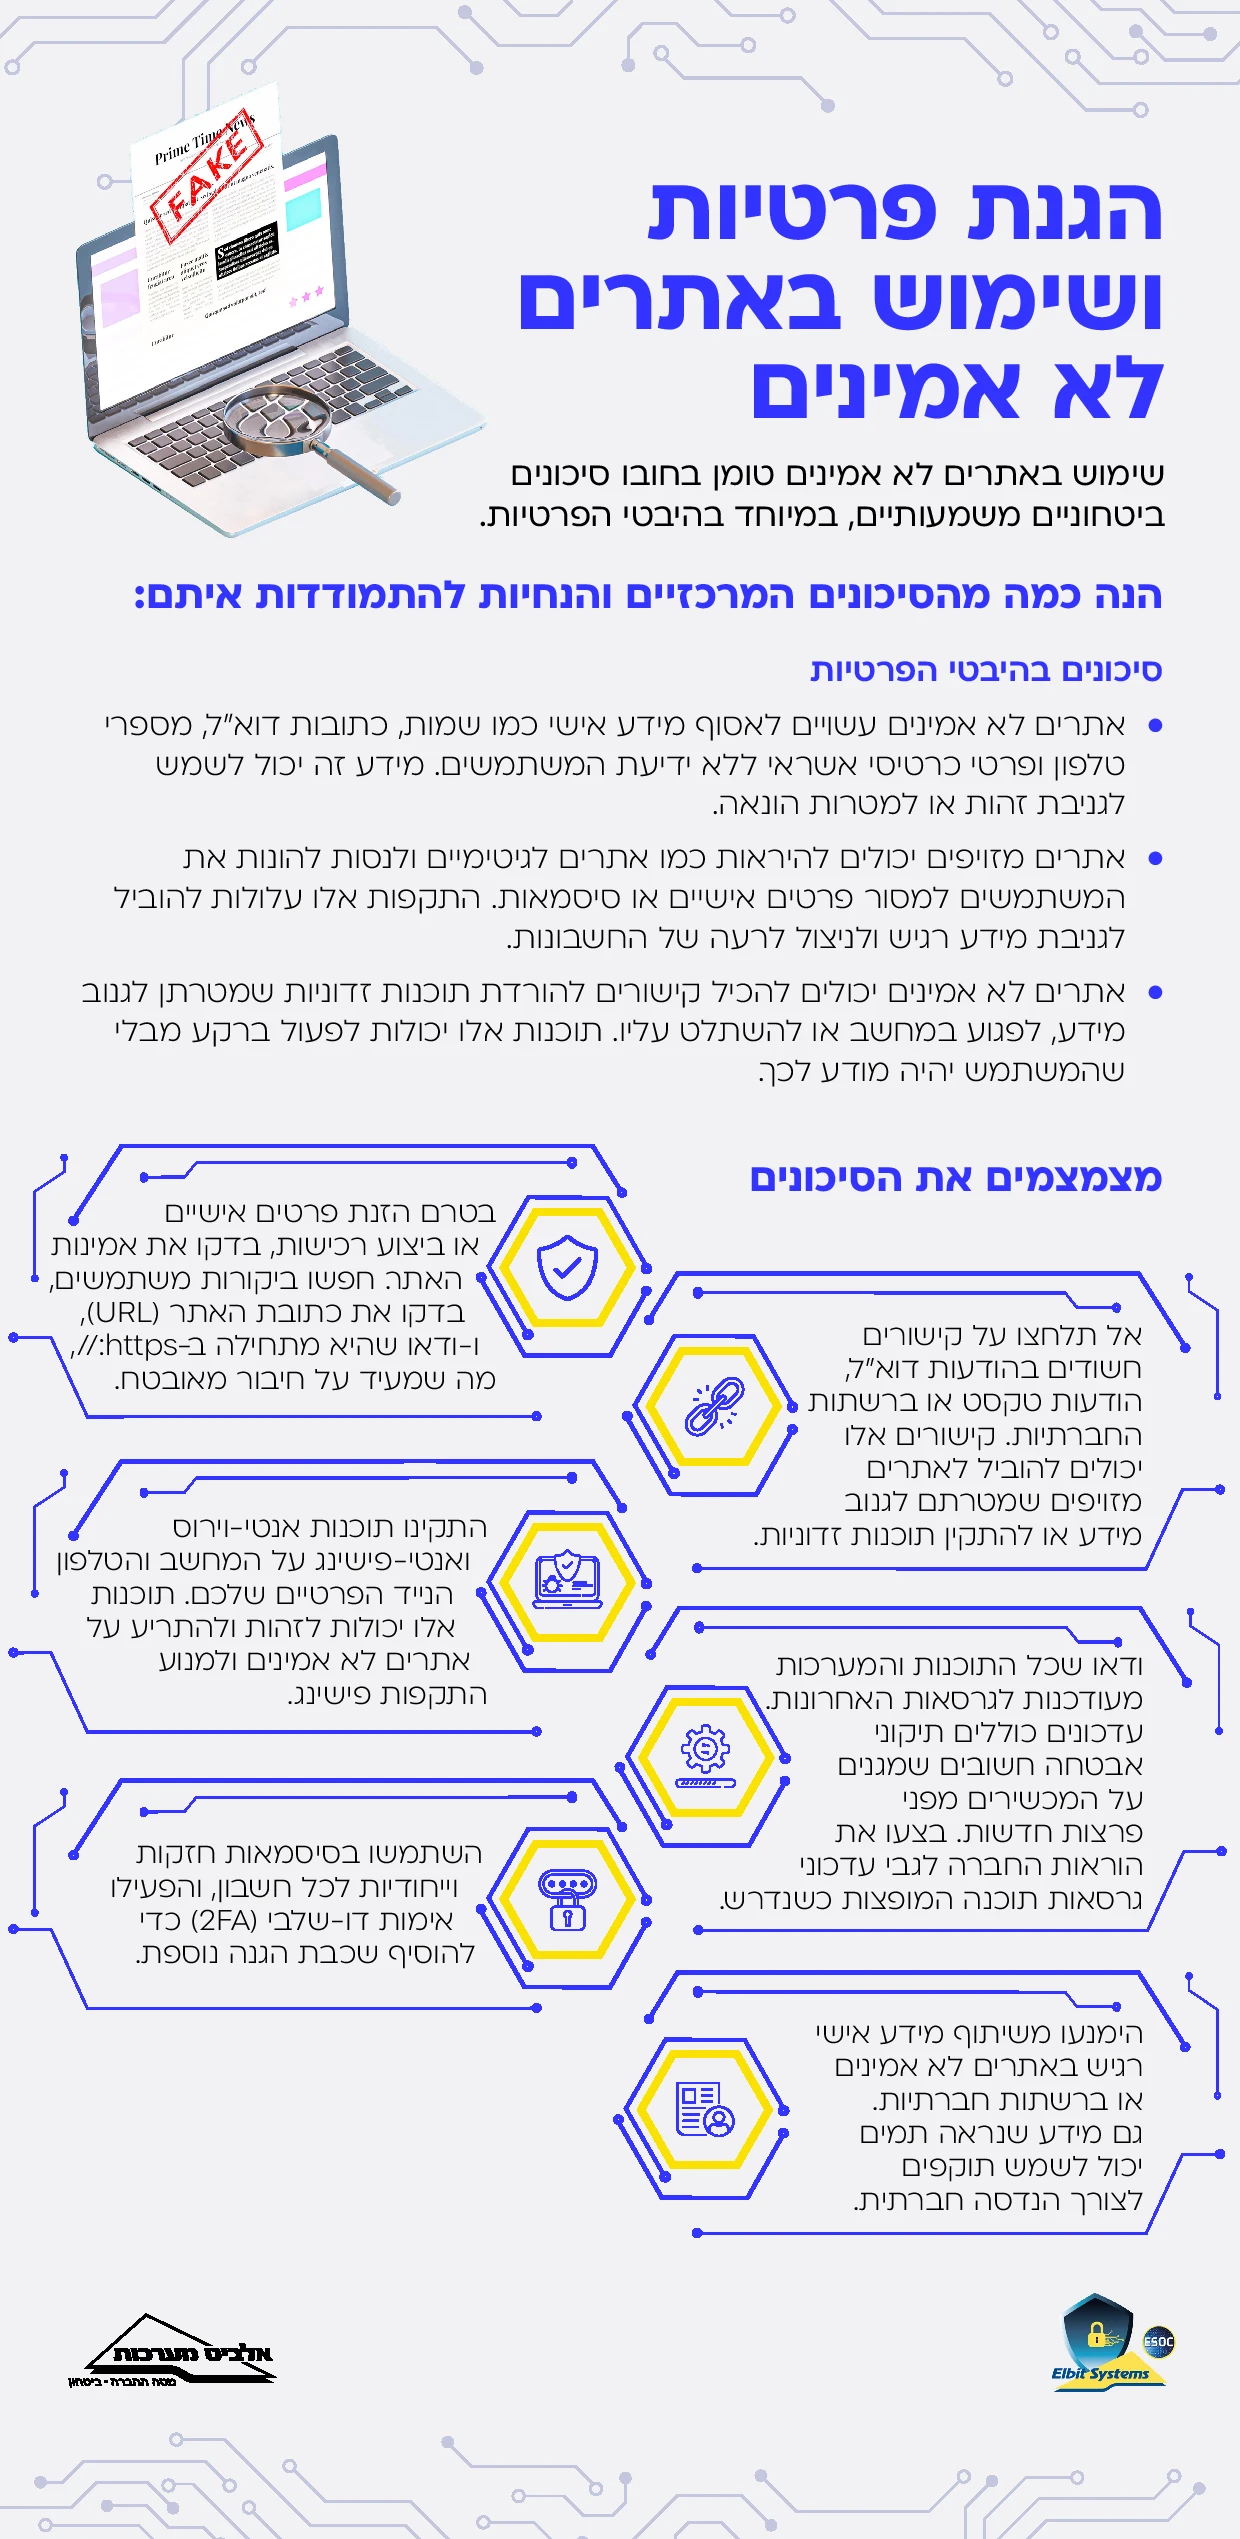 Prime Time News
FAKE
הגנת פרטיות
ושימוש באתרים
לא אמינים
שימוש באתרים לא אמינים טומן בחובו סיכונים
ביטחוניים משמעותיים, במיוחד בהיבטי הפרטיות.
הנה כמה מהסיכונים המרכזיים והנחיות להתמודדות איתם:
סיכונים בהיבטי הפרטיות
• אתרים לא אמינים עשויים לאסוף מידע אישי כמו שמות, כתובות דוא"ל, מספרי
טלפון ופרטי כרטיסי אשראי ללא ידיעת המשתמשים. מידע זה יכול לשמש
לגניבת זהות או למטרות הונאה.
• אתרים מזויפים יכולים להיראות כמו אתרים לגיטימיים ולנסות להונות את
המשתמשים למסור פרטים אישיים או סיסמאות. התקפות אלו עלולות להוביל
לגניבת מידע רגיש ולניצול לרעה של החשבונות.
• אתרים לא אמינים יכולים להכיל קישורים להורדת תוכנות זדוניות שמטרתן לגנוב
מידע, לפגוע במחשב או להשתלט עליו. תוכנות אלו יכולות לפעול ברקע מבלי
שהמשתמש יהיה מודע לכך.
מצמצמים את הסיכונים
בטרם הזנת פרטים אישיים
או ביצוע רכישות, בדקו את אמינות
האתר. חפשו ביקורות משתמשים,
בדקו את כתובת האתר (URL),
ו-ודאו שהיא מתחילה ב-https://,
מה שמעיד על חיבור מאובטח.
אל תלחצו על קישורים
חשודים בהודעות דוא"ל,
הודעות טקסט או ברשתות
החברתיות. קישורים אלו
יכולים להוביל לאתרים
מזויפים שמטרתם לגנוב
מידע או להתקין תוכנות זדוניות.
התקינו תוכנות אנטי-וירוס
ואנטי-פישינג על המחשב והטלפון
הנייד הפרטיים שלכם. תוכנות
אלו יכולות לזהות ולהתריע על
אתרים לא אמינים ולמנוע
התקפות פישינג.
ודאו שכל התוכנות והמערכות
מעודכנות לגרסאות האחרונות.
עדכונים כוללים תיקוני
אבטחה חשובים שמגנים
על המכשירים מפני
פרצות חדשות. בצעו את
הוראות החברה לגבי עדכוני
גרסאות תוכנה המופצות כשנדרש.
השתמשו בסיסמאות חזקות
וייחודיות לכל חשבון, והפעילו
אימות דו-שלבי (2FA) כדי
להוסיף שכבת הגנה נוספת.
הימנעו משיתוף מידע אישי
רגיש באתרים לא אמינים
או ברשתות חברתיות.
גם מידע שנראה תמים
יכול לשמש תוקפים
לצורך הנדסה חברתית.
ESOC
Elbit Systems
אלביט מערכות
מטה החברה - ביטחון